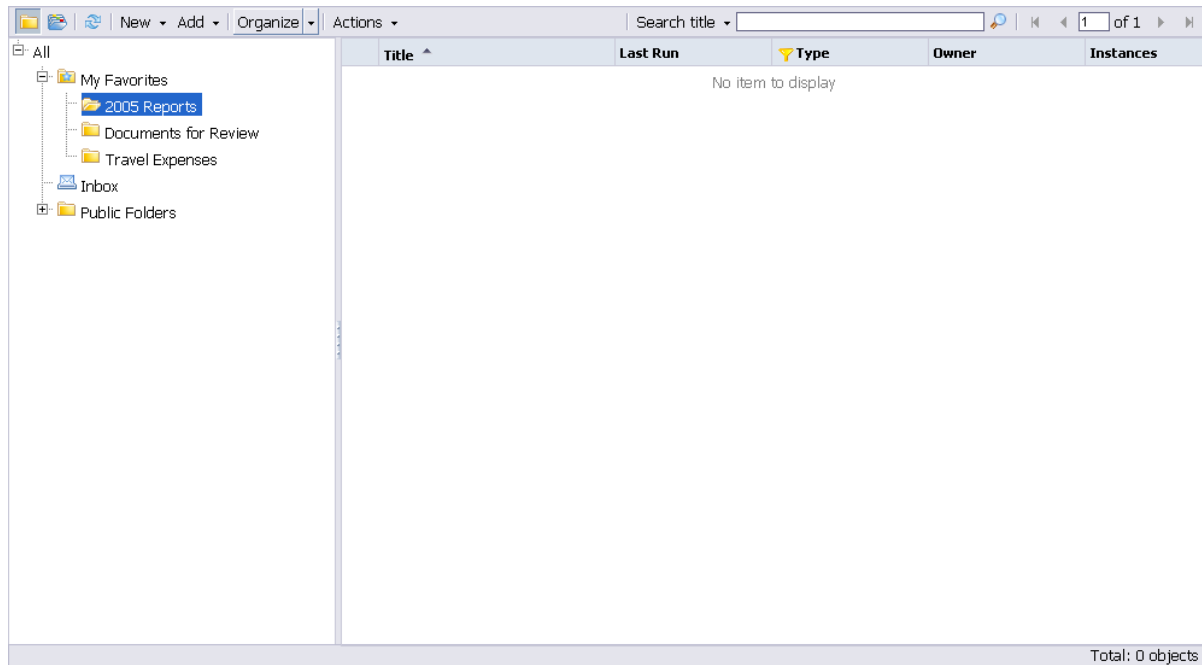 New Add Organize Actions Search title 1 of 1
All
Title Last Run Type Owner Instances
My Favorites
No item to display
2005 Reports
Documents for Review
Travel Expenses
Inbox
Public Folders
Total: 0 objects